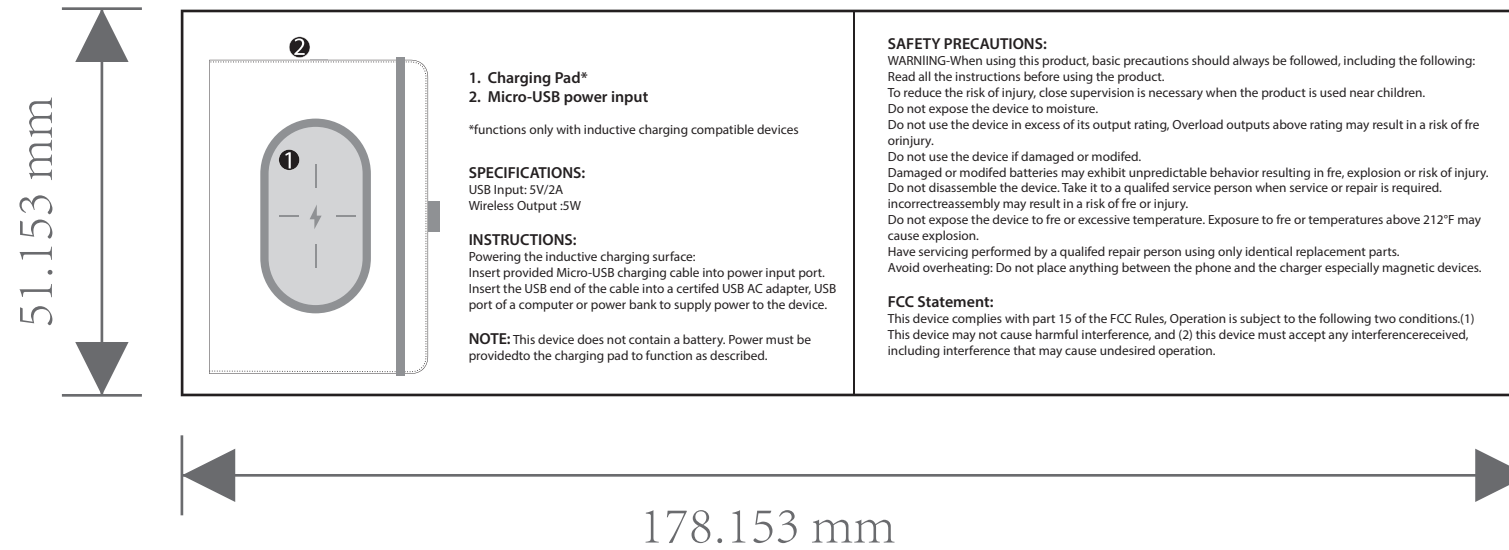 51.153 mm
2
1
1. Charging Pad*
2. Micro-USB power input
*functions only with inductive charging compatible devices
SPECIFICATIONS:
USB Input: 5V/2A
Wireless Output :5W
INSTRUCTIONS:
Powering the inductive charging surface:
Insert provided Micro-USB charging cable into power input port.
Insert the USB end of the cable into a certifed USB AC adapter, USB
port of a computer or power bank to supply power to the device.
NOTE: This device does not contain a battery. Power must be
providedto the charging pad to function as described.
SAFETY PRECAUTIONS:
WARNIING-When using this product, basic precautions should always be followed, including the following:
Read all the instructions before using the product.
To reduce the risk of injury, close supervision is necessary when the product is used near children.
Do not expose the device to moisture.
Do not use the device in excess of its output rating, Overload outputs above rating may result in a risk of fre
orinjury.
Do not use the device if damaged or modifed.
Damaged or modifed batteries may exhibit unpredictable behavior resulting in fre, explosion or risk of injury.
Do not disassemble the device. Take it to a qualifed service person when service or repair is required.
incorrectreassembly may result in a risk of fre or injury.
Do not expose the device to fre or excessive temperature. Exposure to fre or temperatures above 212°F may
cause explosion.
Have servicing performed by a qualifed repair person using only identical replacement parts.
Avoid overheating: Do not place anything between the phone and the charger especially magnetic devices.
FCC Statement:
This device complies with part 15 of the FCC Rules, Operation is subject to the following two conditions.(1)
This device may not cause harmful interference, and (2) this device must accept any interferencereceived,
including interference that may cause undesired operation.
178.153 mm